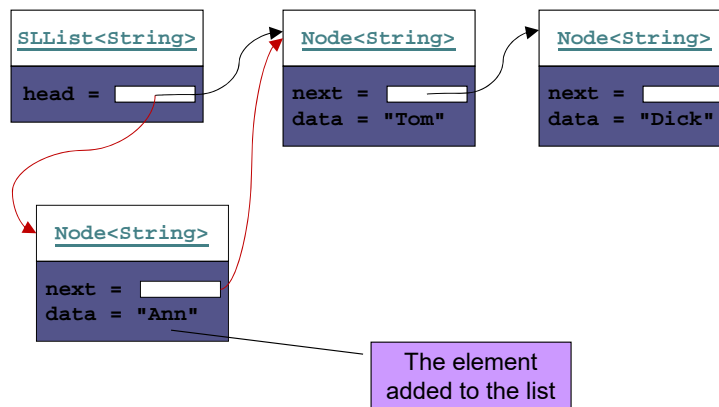 SLList<String>
head =
Node<String>
next =
data = "Tom"
Node<String>
next =
data = "Dick"
Node<String>
next =
data = "Ann"
The element
added to the list